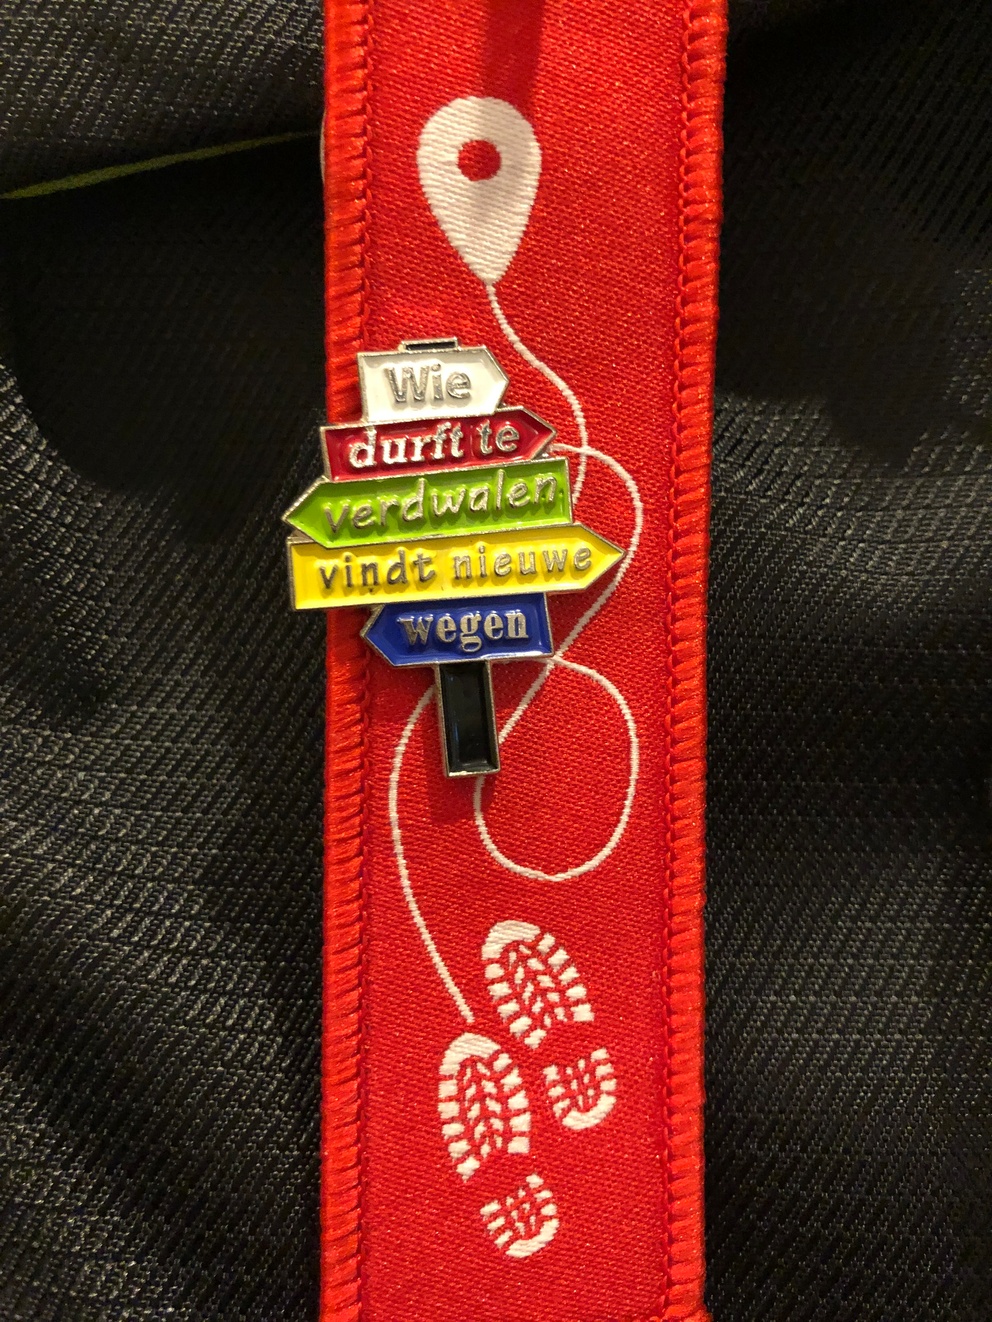 Wie
durft te
verdwalen
vindt nieuwe
wegen